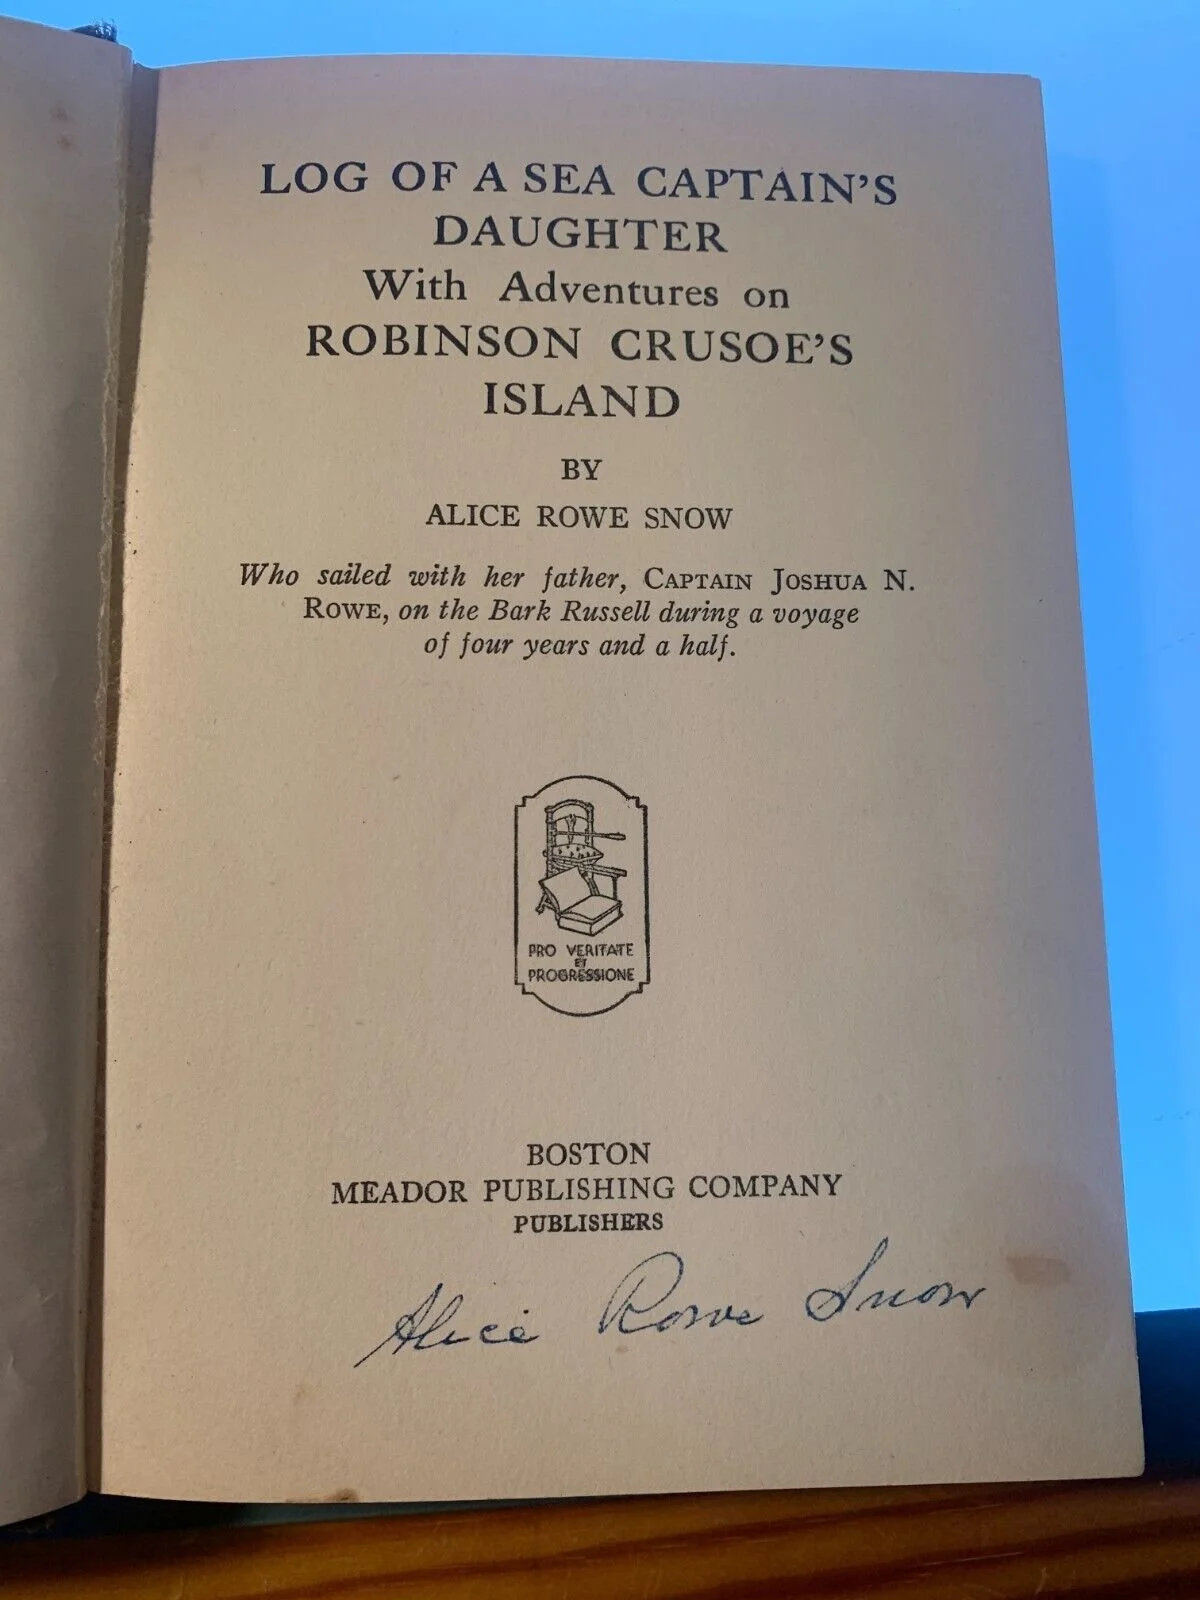 LOG OF A SEA CAPTAIN'S
DAUGHTER
With Adventures on
ROBINSON CRUSOE'S
ISLAND
BY
ALICE ROWE SNOW
Who sailed with her father, CAPTAIN JOSHUA N.
ROWE, on the Bark Russell during a voyage
of four years and a half.
PRO VERITATE
ET
PROGRESSIONE
BOSTON
MEADOR PUBLISHING COMPANY
PUBLISHERS
Alice Rowe Snow